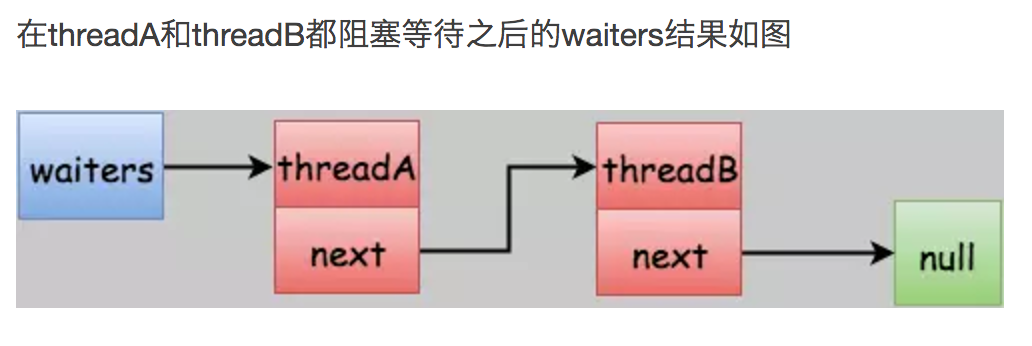 在threadA和threadB都阻塞等待之后的waiters结果如图
waiters
threadA
next
threadB
next
null